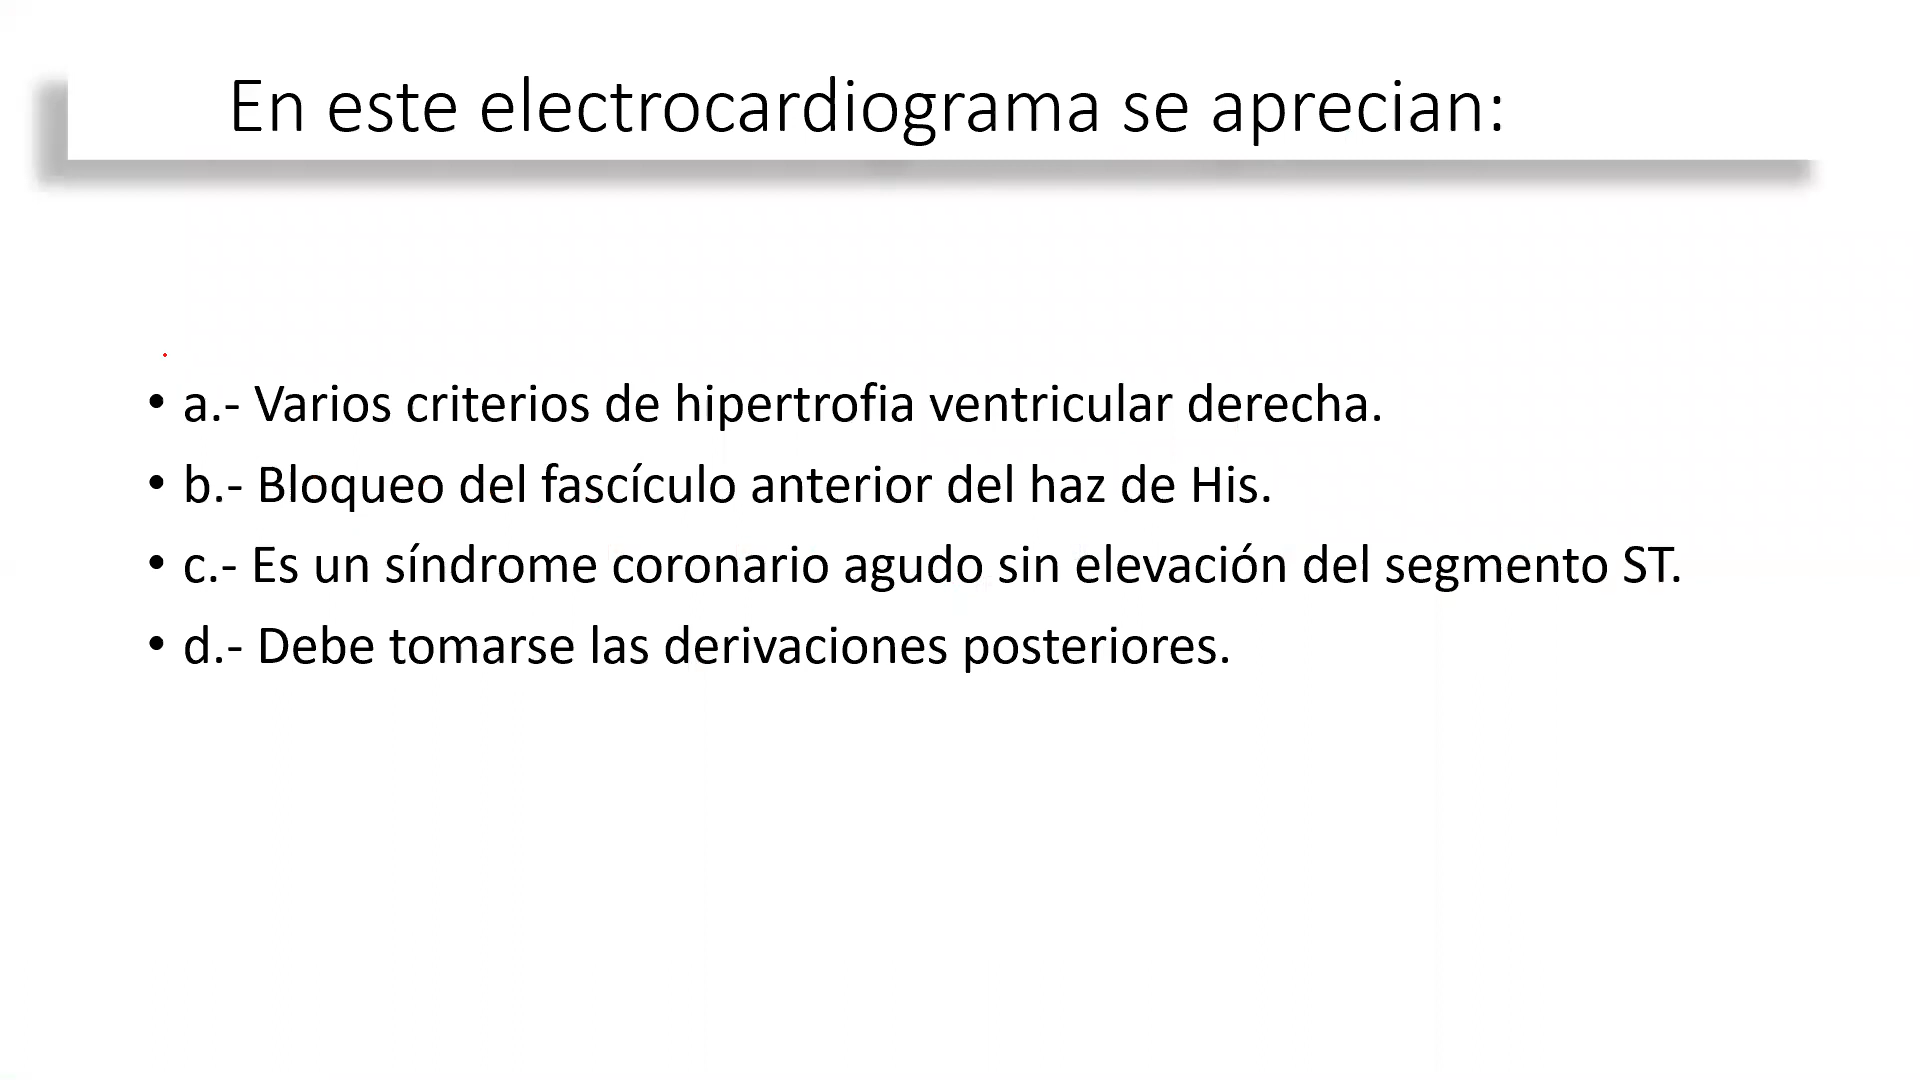 En este electrocardiograma se aprecian:
• a.- Varios criterios de hipertrofia ventricular derecha.
• b.- Bloqueo del fascículo anterior del haz de His.
• c.- Es un síndrome coronario agudo sin elevación del segmento ST.
• d.- Debe tomarse las derivaciones posteriores.